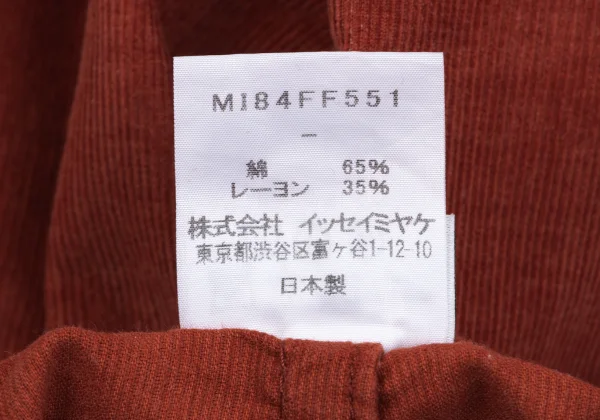 MI84FF551
–
綿 65%
レーヨン 35%
株式会社 イッセイミヤケ
東京都渋谷区富ヶ谷1-12-10
日本製